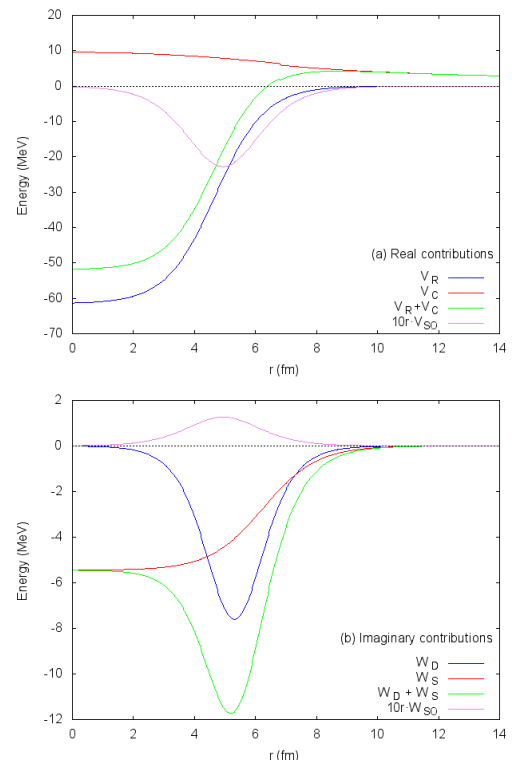 20
10
0
-10
-20
-30
-40
-50
-60
-70
Energy (MeV)
(a) Real contributions
V_R
V_C
V_R+V_C
10r·V_SO
0 2 4 6 8 10 12 14
r (fm)
2
0
-2
-4
-6
-8
-10
-12
Energy (MeV)
(b) Imaginary contributions
W_D
W_S
W_D + W_S
10r·W_SO
0 2 4 6 8 10 12 14
r (fm)